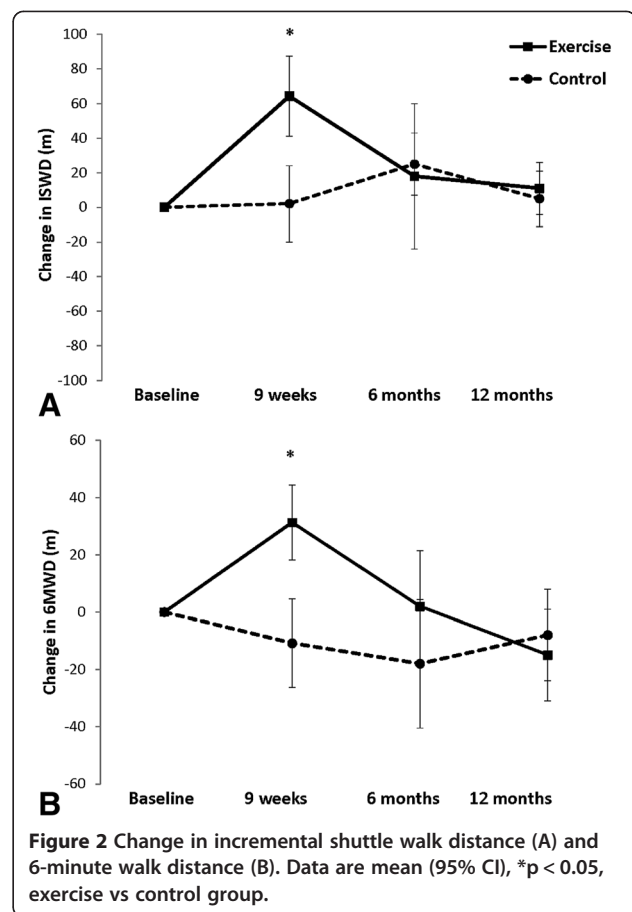 100
80
60
40
20
0
-20
-40
-60
-80
-100
Change in ISWD (m)
*
Exercise
Control
A
Baseline 9 weeks 6 months 12 months
60
40
20
0
-20
-40
-60
Change in 6MWD (m)
*
B
Baseline 9 weeks 6 months 12 months
Figure 2 Change in incremental shuttle walk distance (A) and
6-minute walk distance (B). Data are mean (95% CI), *p < 0.05,
exercise vs control group.